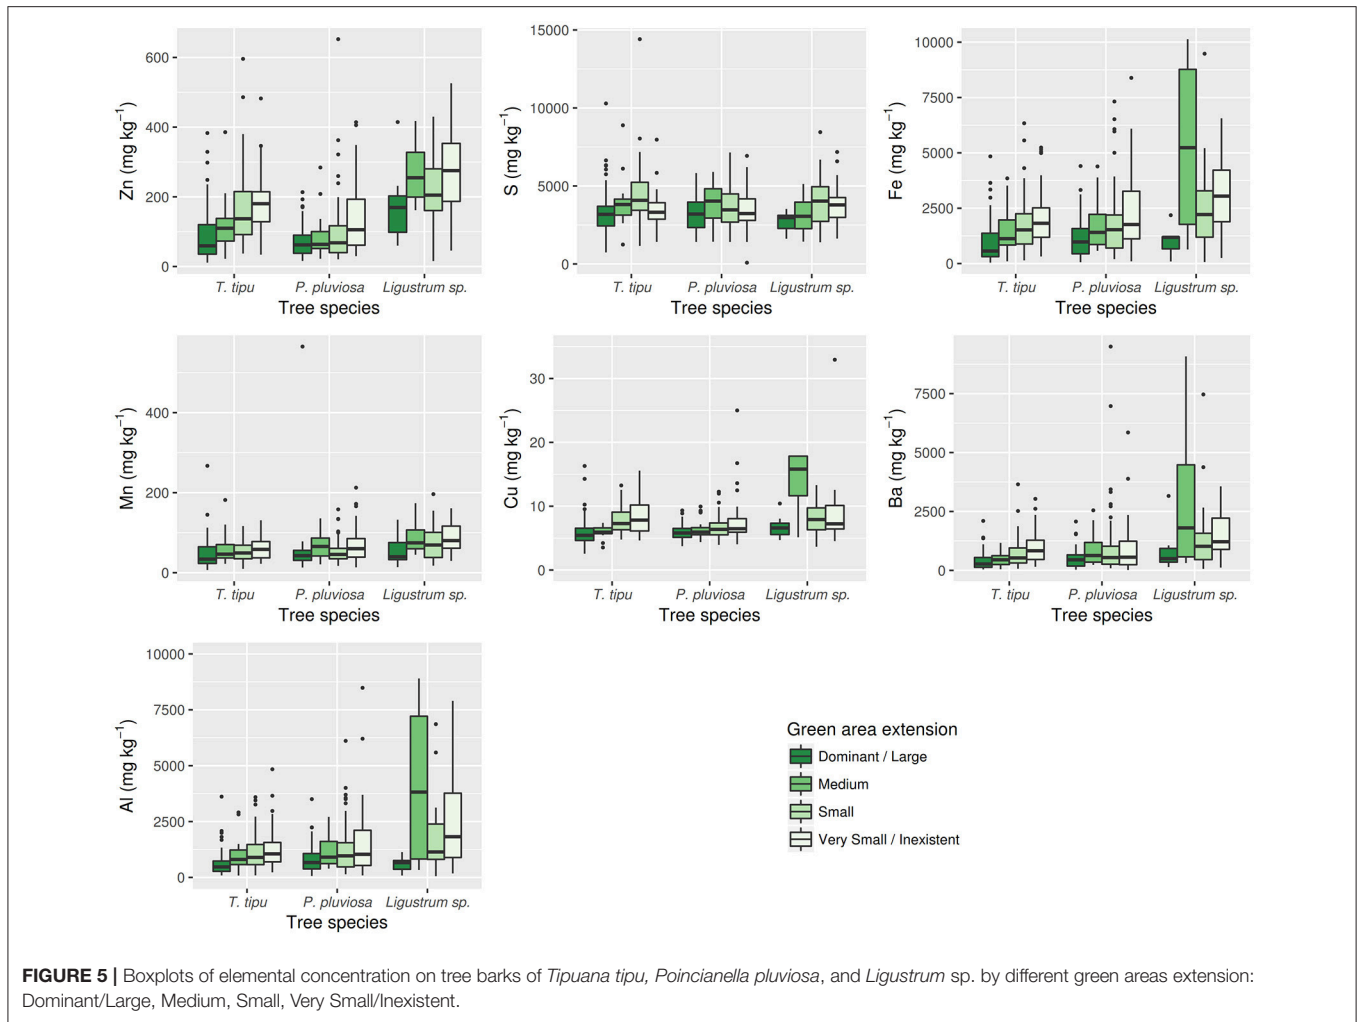 600
400
200
0
Zn (mg kg⁻¹)
T. tipu P. pluviosa Ligustrum sp.
Tree species
15000
10000
5000
0
S (mg kg⁻¹)
T. tipu P. pluviosa Ligustrum sp.
Tree species
10000
7500
5000
2500
0
Fe (mg kg⁻¹)
T. tipu P. pluviosa Ligustrum sp.
Tree species
400
200
0
Mn (mg kg⁻¹)
T. tipu P. pluviosa Ligustrum sp.
Tree species
30
20
10
0
Cu (mg kg⁻¹)
T. tipu P. pluviosa Ligustrum sp.
Tree species
7500
5000
2500
0
Ba (mg kg⁻¹)
T. tipu P. pluviosa Ligustrum sp.
Tree species
10000
7500
5000
2500
0
Al (mg kg⁻¹)
T. tipu P. pluviosa Ligustrum sp.
Tree species
Green area extension
Dominant / Large
Medium
Small
Very Small / Inexistent
FIGURE 5 | Boxplots of elemental concentration on tree barks of Tipuana tipu, Poincianella pluviosa, and Ligustrum sp. by different green areas extension:
Dominant/Large, Medium, Small, Very Small/Inexistent.